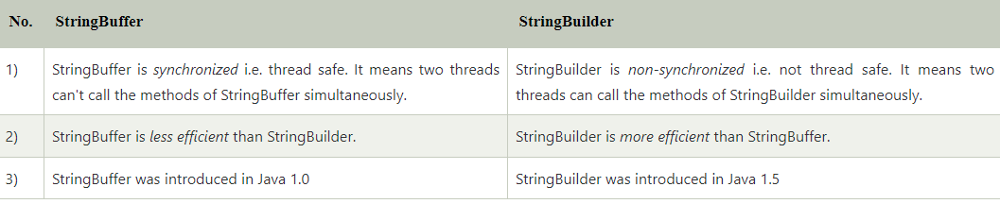 No. StringBuffer StringBuilder
1) StringBuffer is synchronized i.e. thread safe. It means two threads can't call the methods of StringBuffer simultaneously. StringBuilder is non-synchronized i.e. not thread safe. It means two threads can call the methods of StringBuilder simultaneously.
2) StringBuffer is less efficient than StringBuilder. StringBuilder is more efficient than StringBuffer.
3) StringBuffer was introduced in Java 1.0 StringBuilder was introduced in Java 1.5